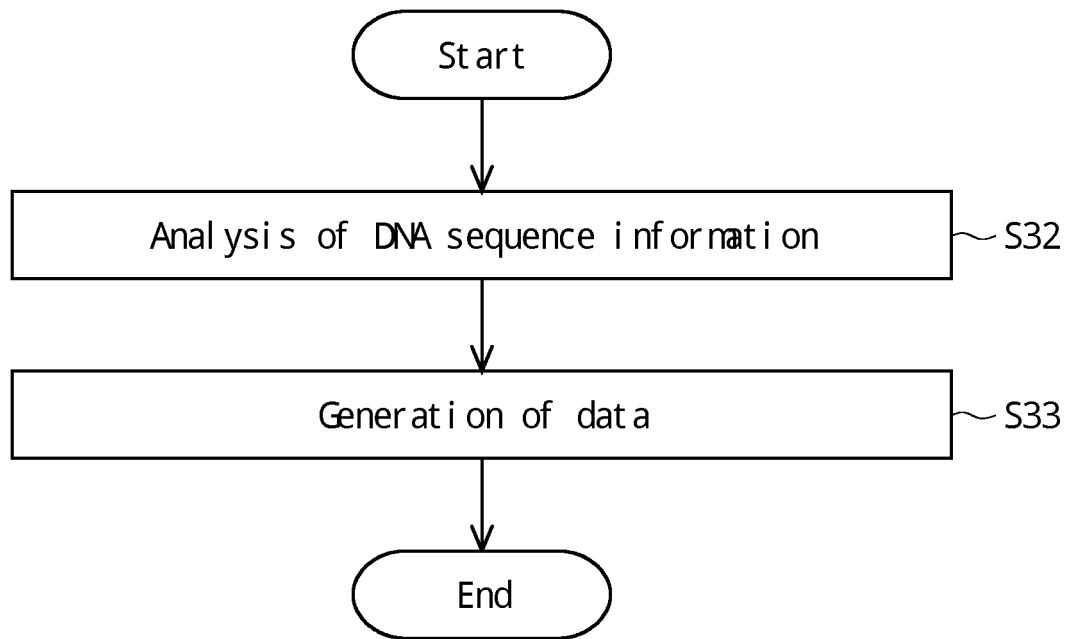 Start
Analysis of DNA sequence information
S32
Generation of data
S33
End